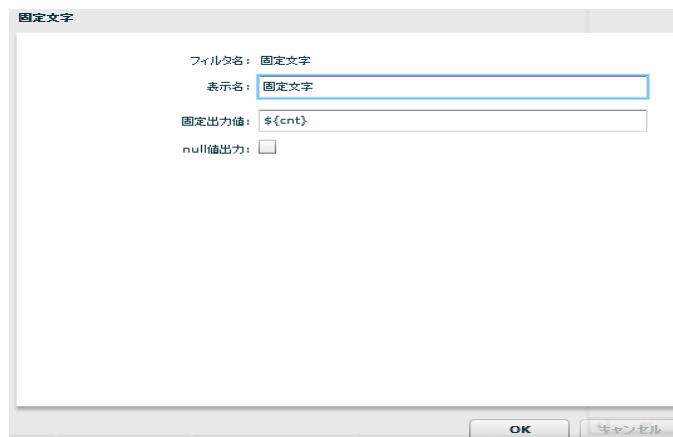 固定文字
フィルタ名： 固定文字
表示名： 固定文字
固定出力値： ${cnt}
null値出力：
OK キャンセル